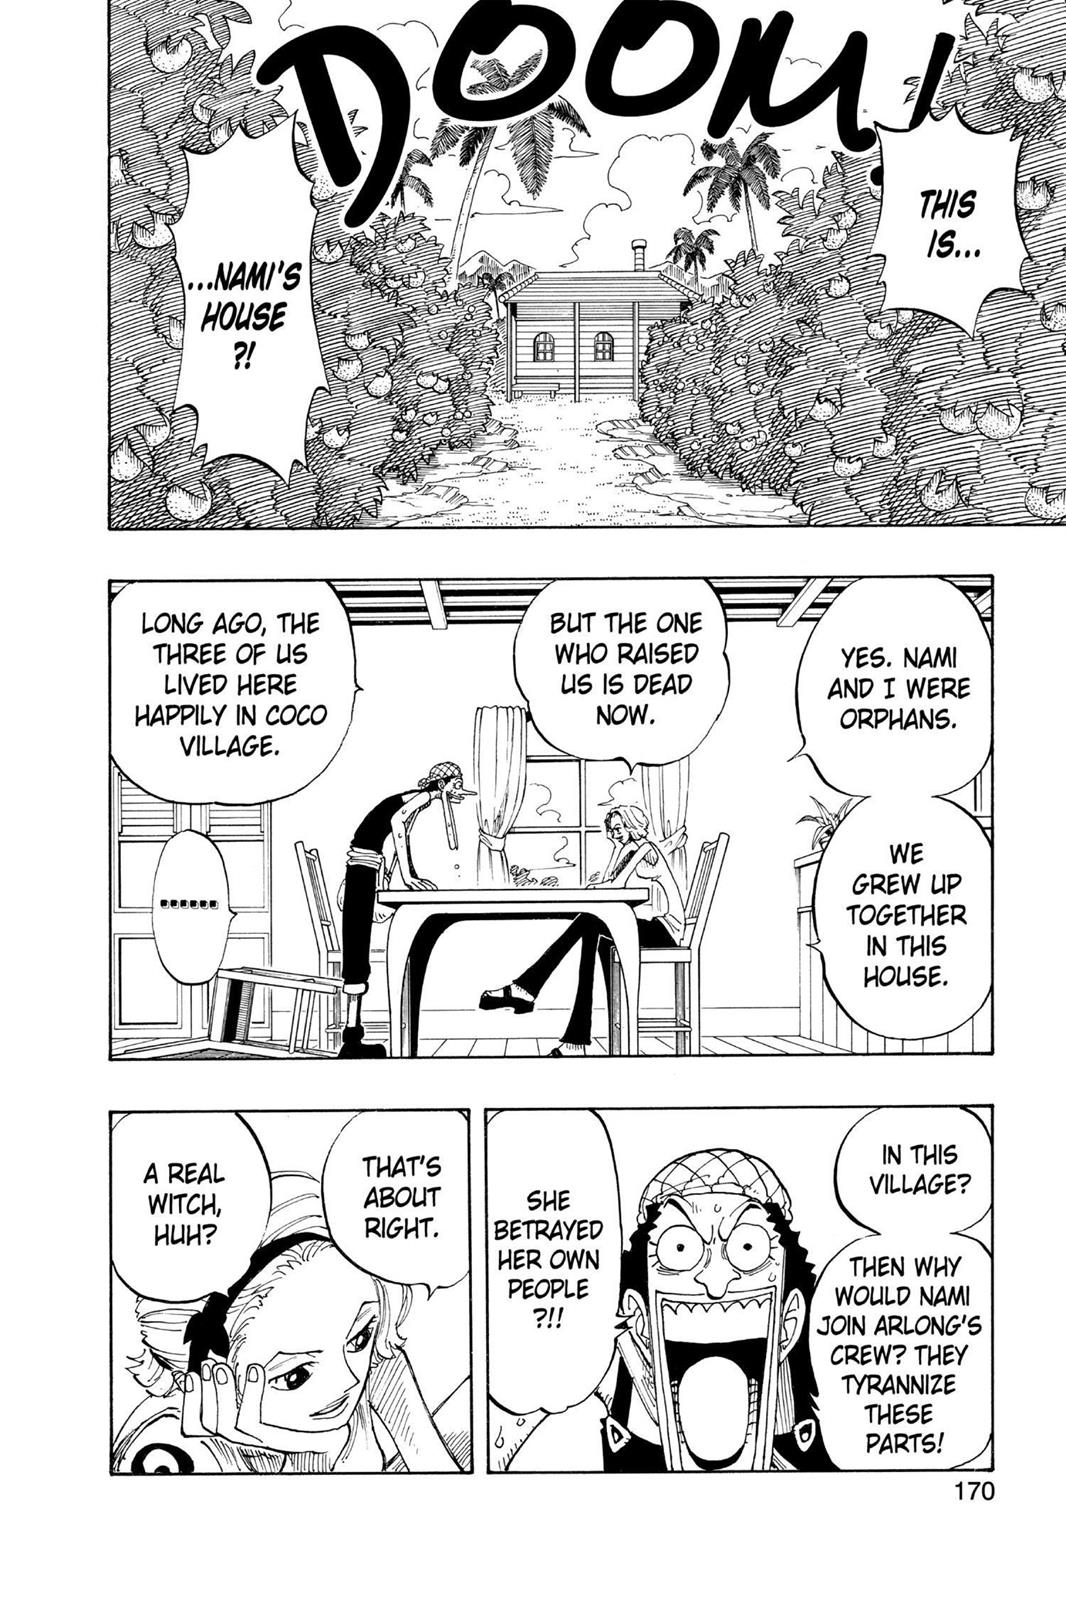 DOOM!
THIS
IS...
...NAMI'S
HOUSE
?!
YES. NAMI
AND I WERE
ORPHANS.
WE
GREW UP
TOGETHER
IN THIS
HOUSE.
BUT THE ONE
WHO RAISED
US IS DEAD
NOW.
LONG AGO, THE
THREE OF US
LIVED HERE
HAPPILY IN COCO
VILLAGE.
......
IN THIS
VILLAGE?
THEN WHY
WOULD NAMI
JOIN ARLONG'S
CREW? THEY
TYRANNIZE
THESE
PARTS!
SHE
BETRAYED
HER OWN
PEOPLE
?!!
THAT'S
ABOUT
RIGHT.
A REAL
WITCH,
HUH?
170